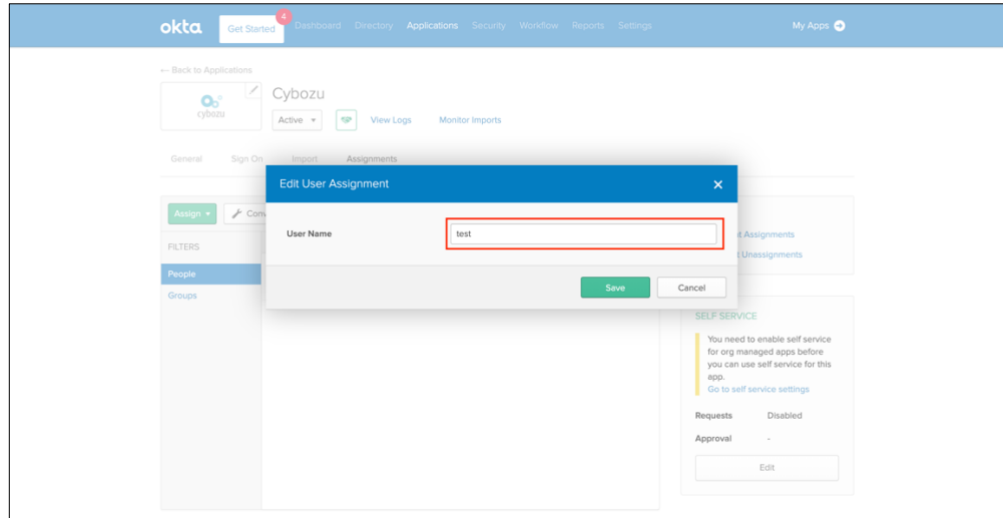 okta
Get Started
4
Dashboard Directory Applications Security Workflow Reports Settings
My Apps
← Back to Applications
cybozu
Cybozu
Active
View Logs
Monitor Imports
General Sign On Import Assignments
Edit User Assignment
User Name
test
Save Cancel
Assign
FILTERS
People
Groups
Assignments
Unassignments
SELF SERVICE
You need to enable self service
for org managed apps before
you can use self service for this
app.
Go to self service settings
Requests Disabled
Approval -
Edit